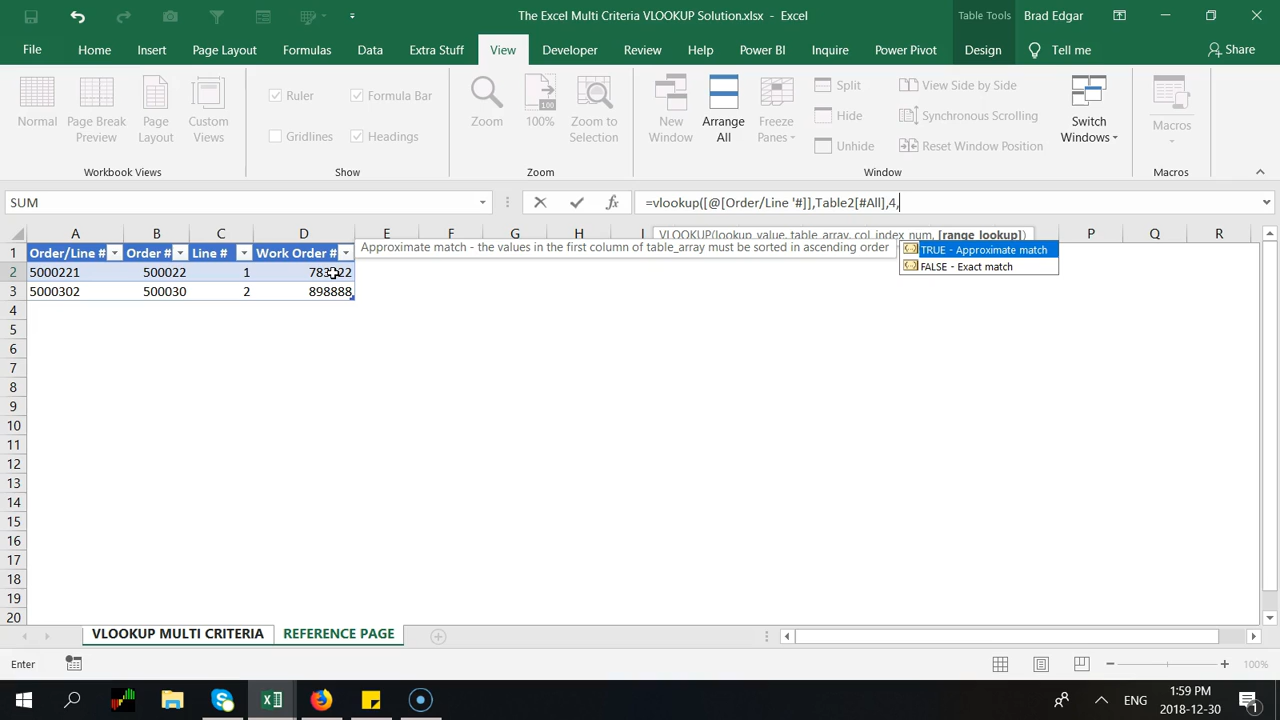 The Excel Multi Criteria VLOOKUP Solution.xlsx - Excel
Table Tools
Brad Edgar
File
Home
Insert
Page Layout
Formulas
Data
Extra Stuff
View
Developer
Review
Help
Power BI
Inquire
Power Pivot
Design
Tell me
Share
Normal
Page Break Preview
Page Layout
Custom Views
Workbook Views
Ruler
Formula Bar
Gridlines
Headings
Show
Zoom
100%
Zoom to Selection
Zoom
New Window
Arrange All
Freeze Panes
Split
Hide
Unhide
View Side by Side
Synchronous Scrolling
Reset Window Position
Switch Windows
Window
Macros
Macros
SUM
=vlookup([@[Order/Line '#]],Table2[#All],4,
VLOOKUP(lookup_value, table_array, col_index_num, [range_lookup])
Approximate match - the values in the first column of table_array must be sorted in ascending order
TRUE - Approximate match
FALSE - Exact match
A B C D E F G H I P Q R
1 Order/Line # Order # Line # Work Order #
2 5000221 500022 1
3 5000302 500030 2 898888
4
5
6
7
8
9
10
11
12
13
14
15
16
17
18
19
20
VLOOKUP MULTI CRITERIA
REFERENCE PAGE
Enter
100%
ENG
1:59 PM
2018-12-30
1